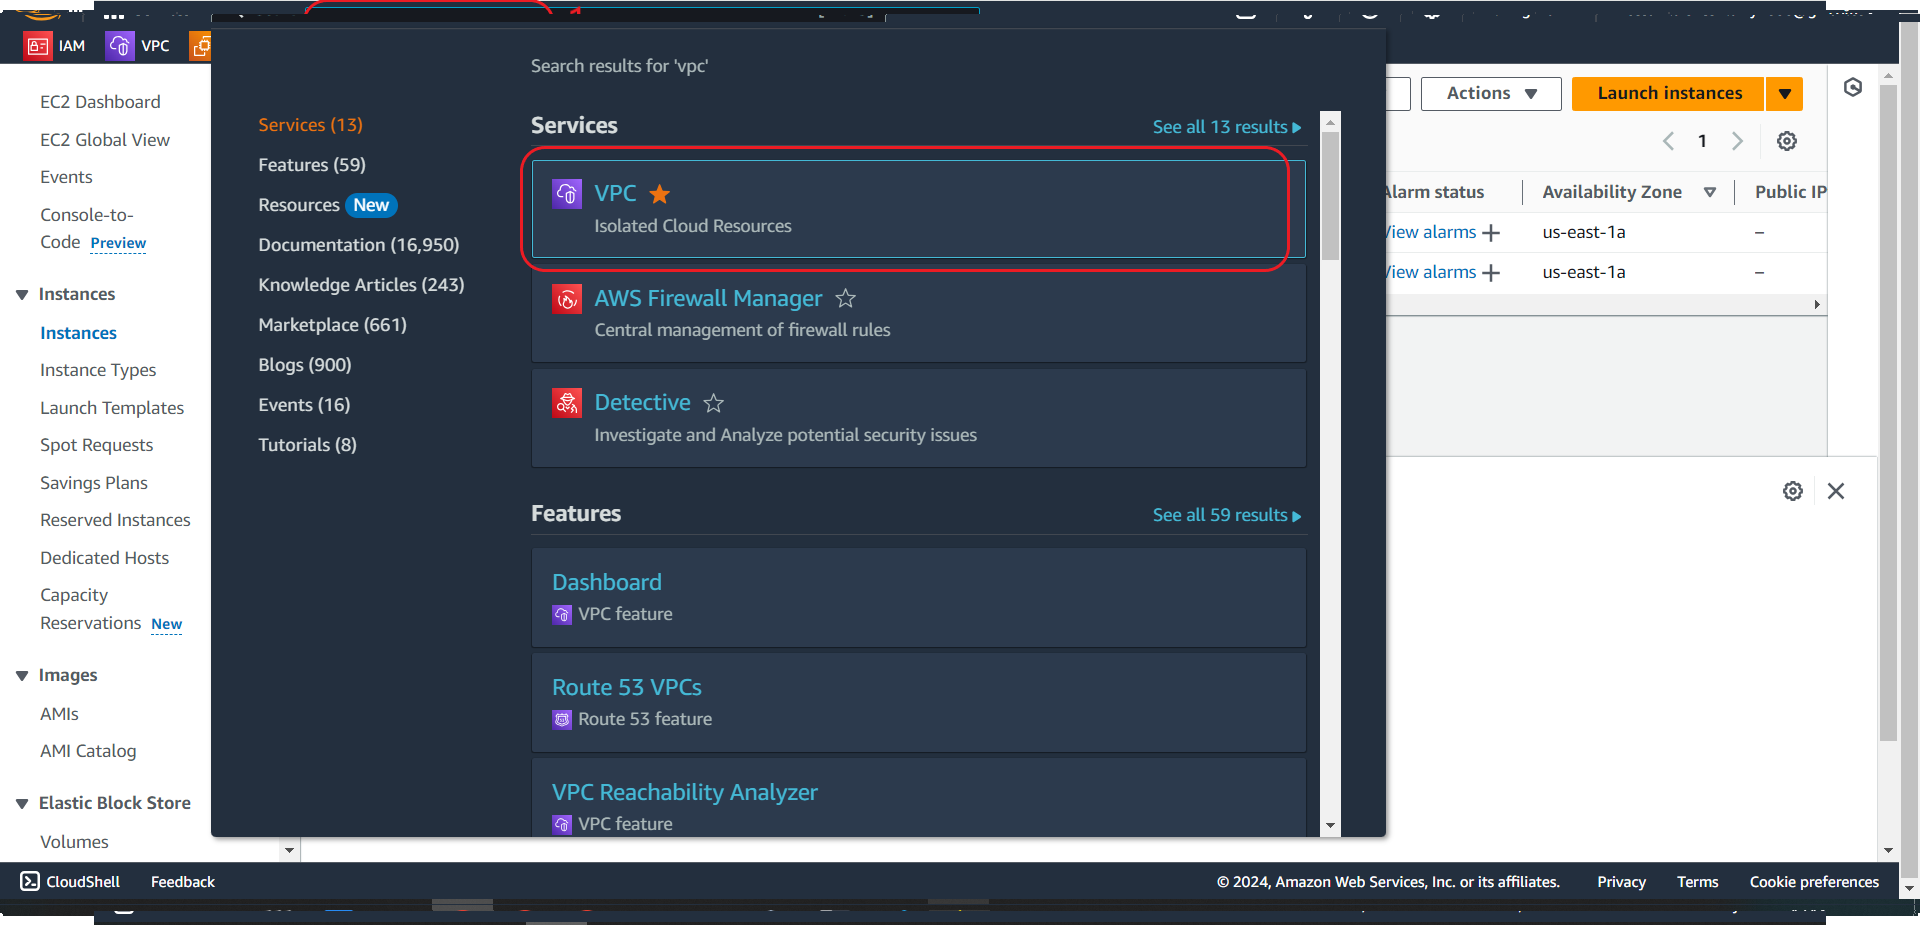 IAM
VPC
Search results for 'vpc'
Services (13)
Features (59)
Resources New
Documentation (16,950)
Knowledge Articles (243)
Marketplace (661)
Blogs (900)
Events (16)
Tutorials (8)
Services
See all 13 results
VPC
Isolated Cloud Resources
AWS Firewall Manager
Central management of firewall rules
Detective
Investigate and Analyze potential security issues
Features
See all 59 results
Dashboard
VPC feature
Route 53 VPCs
Route 53 feature
VPC Reachability Analyzer
VPC feature
EC2 Dashboard
EC2 Global View
Events
Console-to-
Code Preview
Instances
Instances
Instance Types
Launch Templates
Spot Requests
Savings Plans
Reserved Instances
Dedicated Hosts
Capacity
Reservations New
Images
AMIs
AMI Catalog
Elastic Block Store
Volumes
Actions
Launch instances
1
Alarm status
Availability Zone
Public IP
View alarms
us-east-1a
–
View alarms
us-east-1a
–
CloudShell
Feedback
© 2024, Amazon Web Services, Inc. or its affiliates.
Privacy
Terms
Cookie preferences